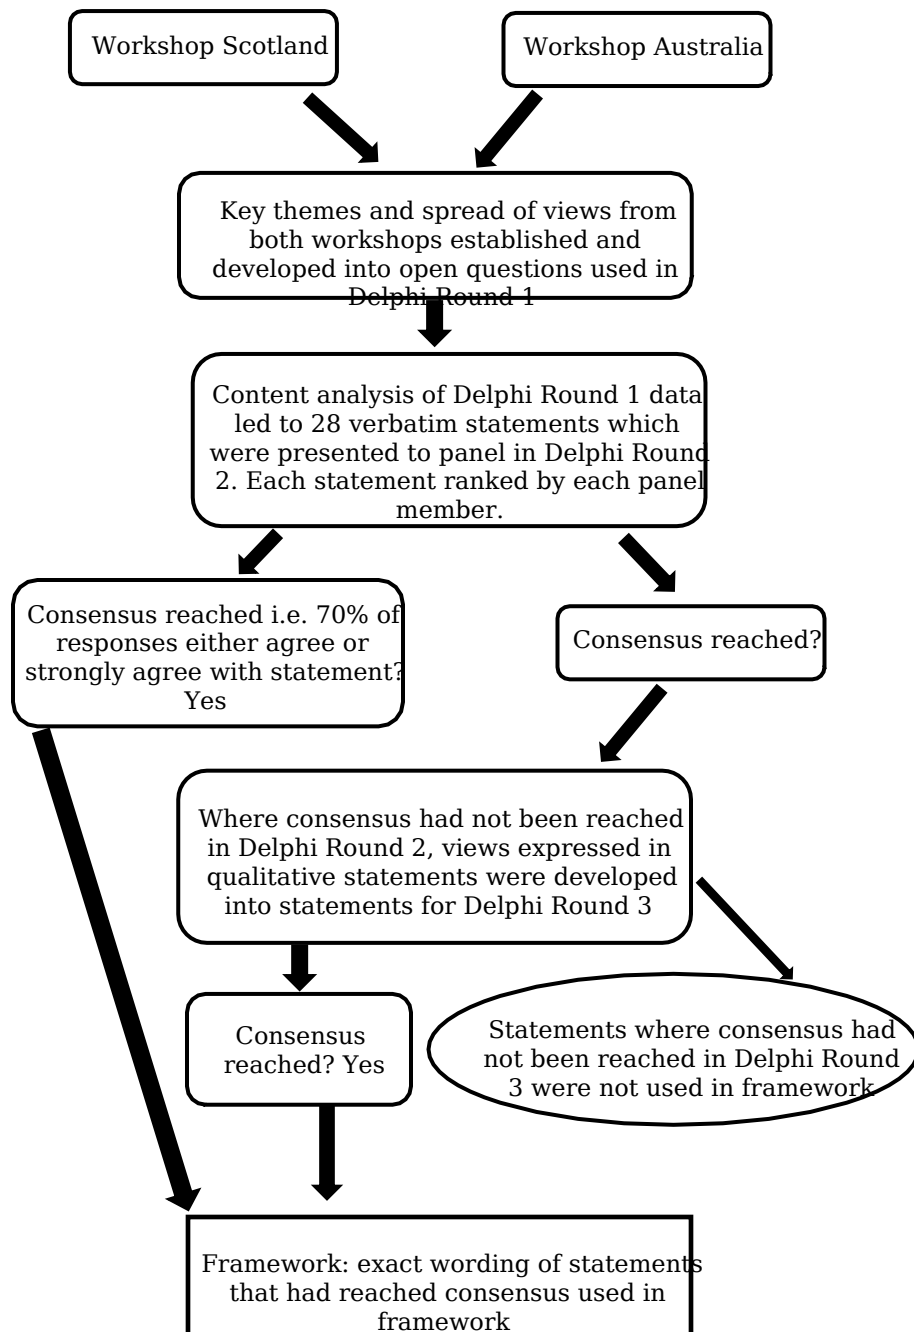 Workshop Scotland
Workshop Australia
Key themes and spread of views from
both workshops established and
developed into open questions used in
Delphi Round 1
Content analysis of Delphi Round 1 data
led to 28 verbatim statements which
were presented to panel in Delphi Round
2. Each statement ranked by each panel
member.
Consensus reached i.e. 70% of
responses either agree or
strongly agree with statement?
Yes
Consensus reached?
Where consensus had not been reached
in Delphi Round 2, views expressed in
qualitative statements were developed
into statements for Delphi Round 3
Consensus
reached? Yes
Statements where consensus had
not been reached in Delphi Round
3 were not used in framework
Framework: exact wording of statements
that had reached consensus used in
framework